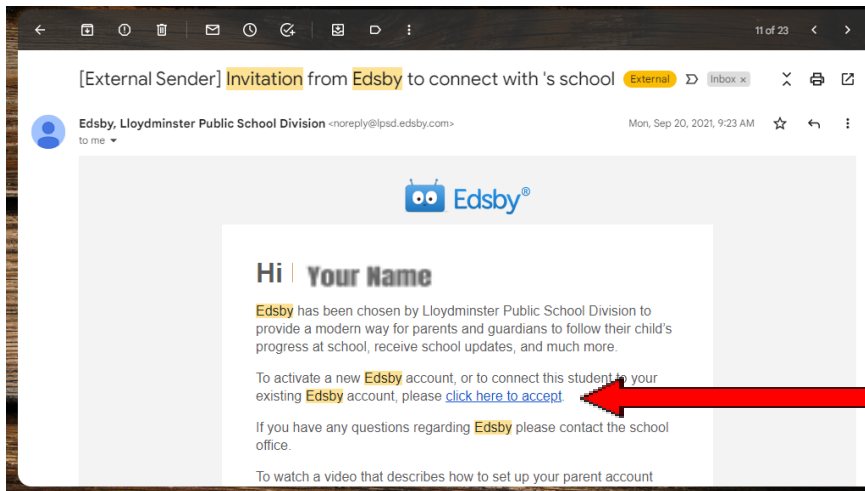 11 of 23
[External Sender] Invitation from Edsby to connect with 's school External Inbox x
Edsby, Lloydminster Public School Division <noreply@lpsd.edsby.com> Mon, Sep 20, 2021, 9:23 AM
to me
Edsby®
Hi Your Name
Edsby has been chosen by Lloydminster Public School Division to
provide a modern way for parents and guardians to follow their child's
progress at school, receive school updates, and much more.
To activate a new Edsby account, or to connect this student to your
existing Edsby account, please click here to accept.
If you have any questions regarding Edsby please contact the school
office.
To watch a video that describes how to set up your parent account